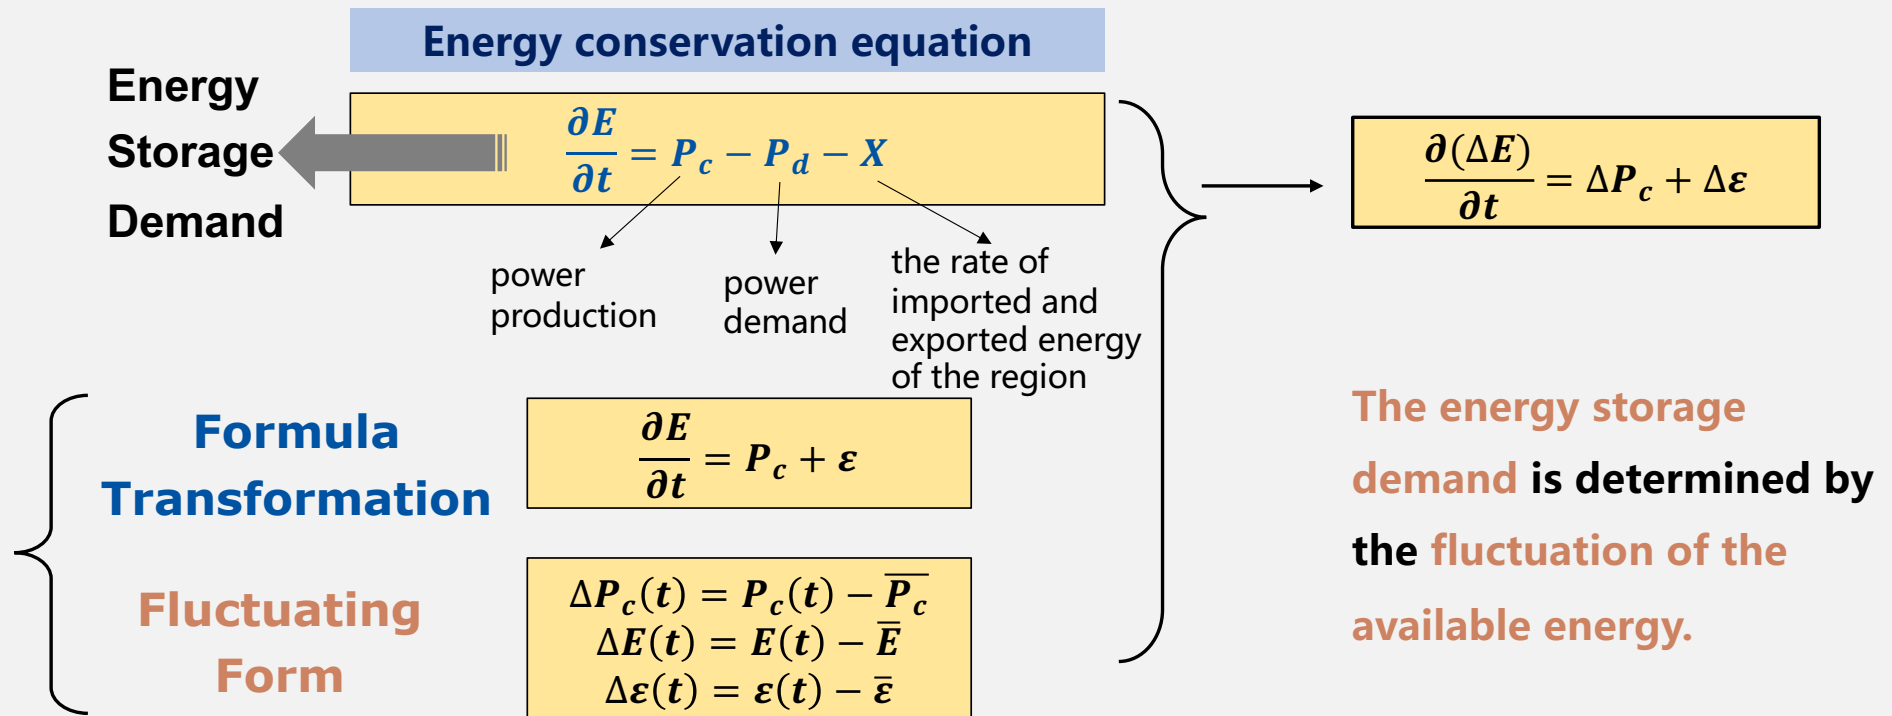 Energy conservation equation
Energy
Storage
Demand
∂E/∂t = P_c − P_d − X
power
production
power
demand
the rate of
imported and
exported energy
of the region
Formula
Transformation
∂E/∂t = P_c + ε
Fluctuating
Form
ΔP_c(t) = P_c(t) − P̅_c̅
ΔE(t) = E(t) − E̅
Δε(t) = ε(t) − ε̅
∂(ΔE)/∂t = ΔP_c + Δε
The energy storage
demand is determined by
the fluctuation of the
available energy.